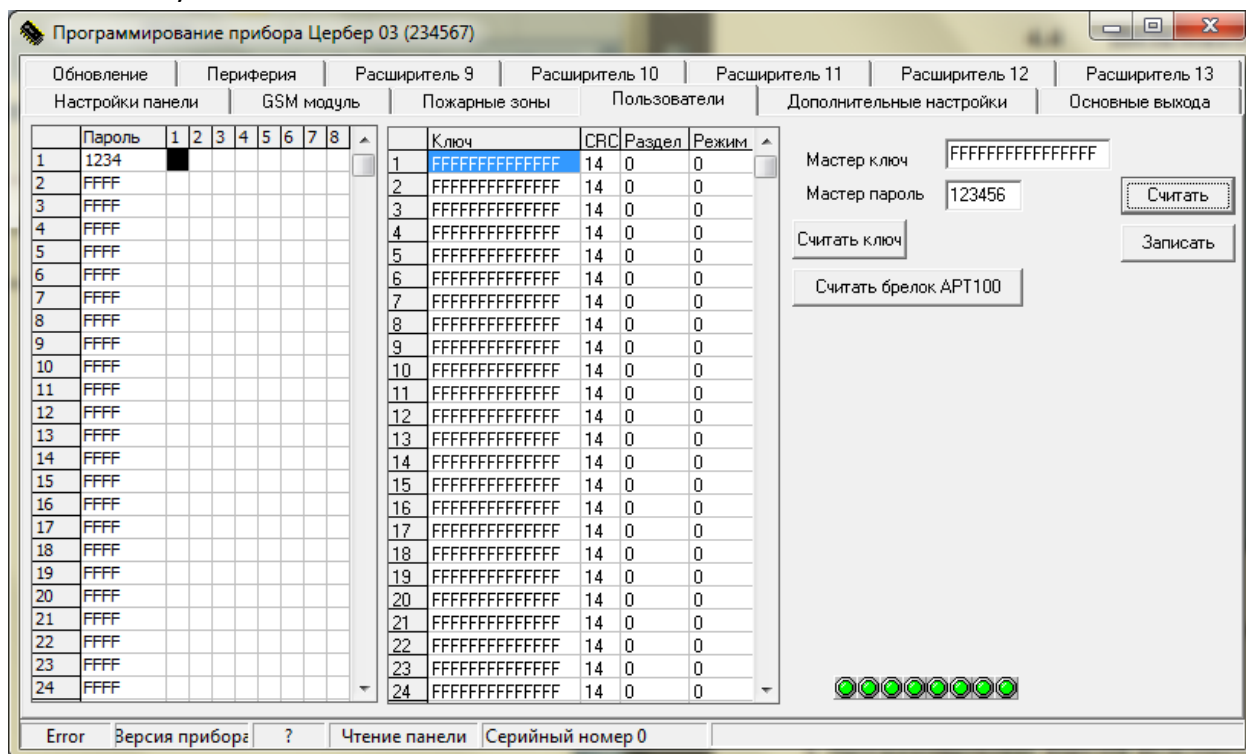 Программирование прибора Цербер 03 (234567)
Обновление Периферия Расширитель 9 Расширитель 10 Расширитель 11 Расширитель 12 Расширитель 13
Настройки панели GSM модуль Пожарные зоны Пользователи Дополнительные настройки Основные выхода
Пароль 1 2 3 4 5 6 7 8
1 1234
2 FFFF
3 FFFF
4 FFFF
5 FFFF
6 FFFF
7 FFFF
8 FFFF
9 FFFF
10 FFFF
11 FFFF
12 FFFF
13 FFFF
14 FFFF
15 FFFF
16 FFFF
17 FFFF
18 FFFF
19 FFFF
20 FFFF
21 FFFF
22 FFFF
23 FFFF
24 FFFF
Ключ CRC Раздел Режим
1 FFFFFFFFFFFFFF 14 0 0
2 FFFFFFFFFFFFFF 14 0 0
3 FFFFFFFFFFFFFF 14 0 0
4 FFFFFFFFFFFFFF 14 0 0
5 FFFFFFFFFFFFFF 14 0 0
6 FFFFFFFFFFFFFF 14 0 0
7 FFFFFFFFFFFFFF 14 0 0
8 FFFFFFFFFFFFFF 14 0 0
9 FFFFFFFFFFFFFF 14 0 0
10 FFFFFFFFFFFFFF 14 0 0
11 FFFFFFFFFFFFFF 14 0 0
12 FFFFFFFFFFFFFF 14 0 0
13 FFFFFFFFFFFFFF 14 0 0
14 FFFFFFFFFFFFFF 14 0 0
15 FFFFFFFFFFFFFF 14 0 0
16 FFFFFFFFFFFFFF 14 0 0
17 FFFFFFFFFFFFFF 14 0 0
18 FFFFFFFFFFFFFF 14 0 0
19 FFFFFFFFFFFFFF 14 0 0
20 FFFFFFFFFFFFFF 14 0 0
21 FFFFFFFFFFFFFF 14 0 0
22 FFFFFFFFFFFFFF 14 0 0
23 FFFFFFFFFFFFFF 14 0 0
24 FFFFFFFFFFFFFF 14 0 0
Мастер ключ FFFFFFFFFFFFFFFF
Мастер пароль 123456
Считать
Считать ключ
Записать
Считать брелок АРТ100
Error Версия прибора ? Чтение панели Серийный номер 0